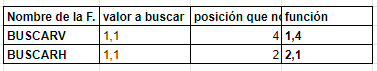 Nombre de la F. valor a buscar posición que no función
BUSCARV 1,1 4 1,4
BUSCARH 1,1 2 2,1